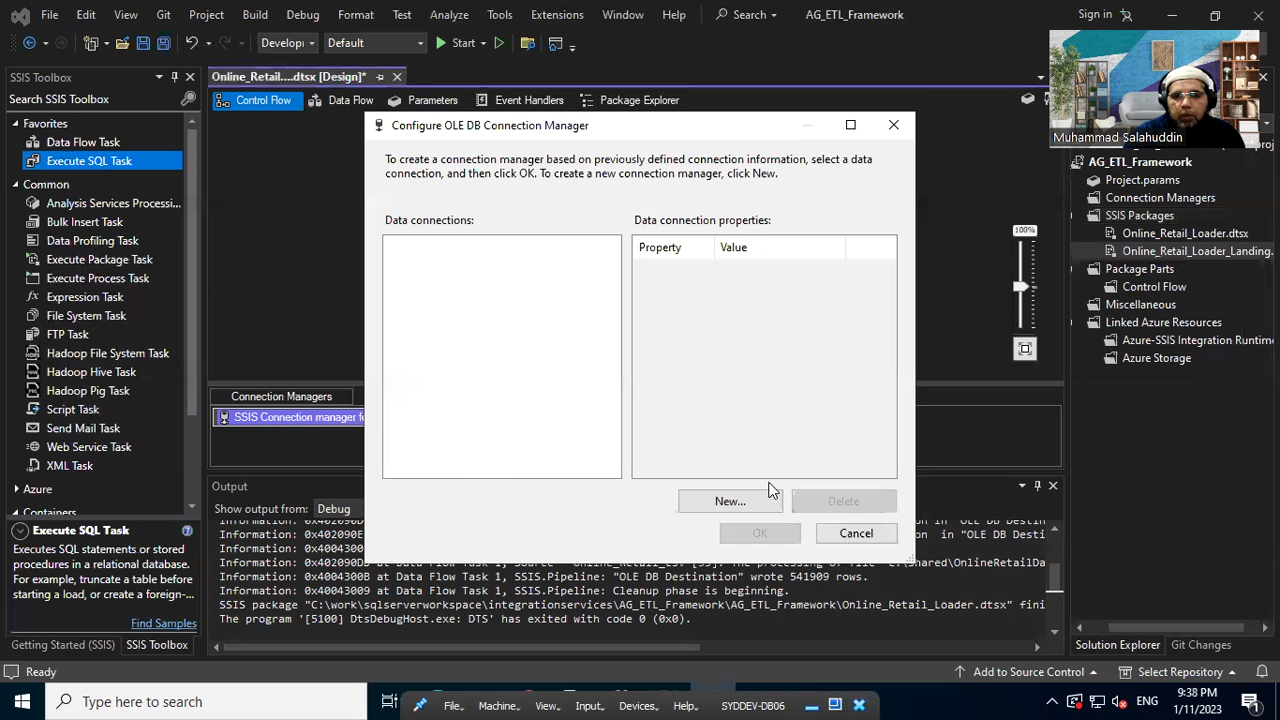 File Edit View Git Project Build Debug Format Test Analyze Tools Extensions Window Help Search AG_ETL_Framework Sign in
Developi Default Start
SSIS Toolbox
Search SSIS Toolbox
Favorites
Data Flow Task
Execute SQL Task
Common
Analysis Services Processi...
Bulk Insert Task
Data Profiling Task
Execute Package Task
Execute Process Task
Expression Task
File System Task
FTP Task
Hadoop File System Task
Hadoop Hive Task
Hadoop Pig Task
Script Task
Send Mail Task
Web Service Task
XML Task
Azure
Containers
Execute SQL Task
Executes SQL statements or stored
procedures in a relational database.
For example, truncate a table before
starting a load, or create a foreign-...
Find Samples
Getting Started (SSIS) SSIS Toolbox
Online_Retail....dtsx [Design]*
Control Flow Data Flow Parameters Event Handlers Package Explorer
Configure OLE DB Connection Manager
To create a connection manager based on previously defined connection information, select a data
connection, and then click OK. To create a new connection manager, click New.
Data connections: Data connection properties:
Property Value
New... Delete
OK Cancel
100%
Connection Managers
SSIS Connection manager fo
Output
Show output from: Debug
Information: 0x4004300B at Data Flow Task 1, SSIS.Pipeline: "OLE DB Destination" wrote 541909 rows.
Information: 0x40043009 at Data Flow Task 1, SSIS.Pipeline: Cleanup phase is beginning.
SSIS package "C:\work\sqlserverworkspace\integrationservices\AG_ETL_Framework\AG_ETL_Framework\Online_Retail_Loader.dtsx" fini
The program '[5100] DtsDebugHost.exe: DTS' has exited with code 0 (0x0).
Muhammad Salahuddin
AG_ETL_Framework
Project.params
Connection Managers
SSIS Packages
Online_Retail_Loader.dtsx
Online_Retail_Loader_Landing.
Package Parts
Control Flow
Miscellaneous
Linked Azure Resources
Azure-SSIS Integration Runtime
Azure Storage
Solution Explorer Git Changes
Ready Add to Source Control Select Repository
Type here to search
File.. Machine.. View.. Input.. Devices.. Help.. SYDDEV-DB06
ENG
9:38 PM
1/11/2023